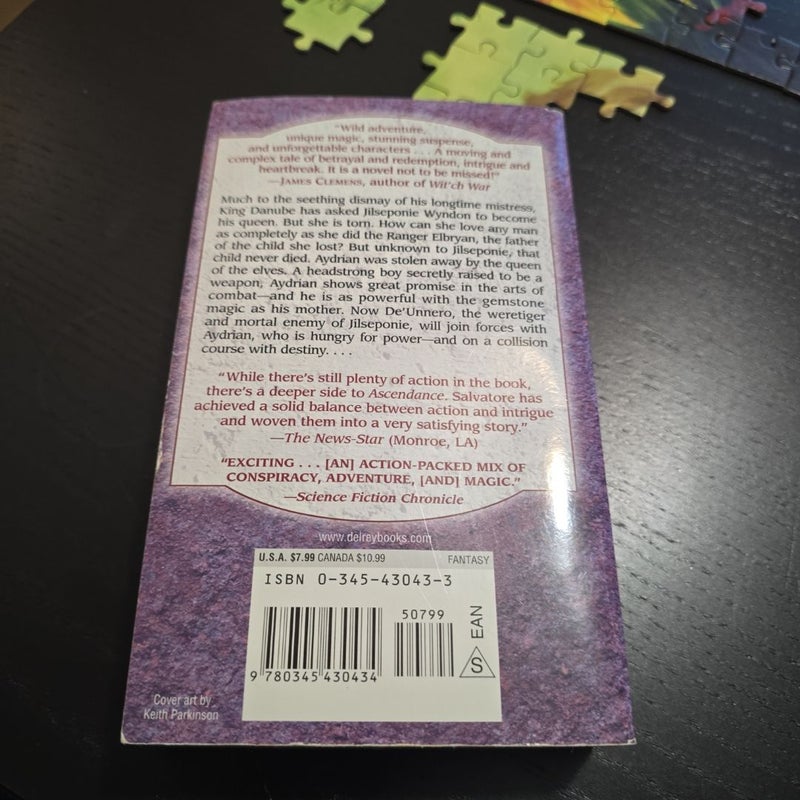 "Wild adventure,
unique magic, stunning suspense,
and unforgettable characters . . . A moving and
complex tale of betrayal and redemption, intrigue and
heartbreak. It is a novel not to be missed!"
—JAMES CLEMENS, author of Wit'ch War
Much to the seething dismay of his longtime mistress,
King Danube has asked Jilseponie Wyndon to become
his queen. But she is torn. How can she love any man
as completely as she did the Ranger Elbryan, the father
of the child she lost? But unknown to Jilseponie, that
child never died. Aydrian was stolen away by the queen
of the elves. A headstrong boy secretly raised to be a
weapon, Aydrian shows great promise in the arts of
combat—and he is as powerful with the gemstone
magic as his mother. Now De'Unnero, the weretiger
and mortal enemy of Jilseponie, will join forces with
Aydrian, who is hungry for power—and on a collision
course with destiny. . . .
"While there's still plenty of action in the book,
there's a deeper side to Ascendance. Salvatore has
achieved a solid balance between action and intrigue
and woven them into a very satisfying story."
—The News-Star (Monroe, LA)
"EXCITING . . . [AN] ACTION-PACKED MIX OF
CONSPIRACY, ADVENTURE, [AND] MAGIC."
—Science Fiction Chronicle
www.delreybooks.com
U.S.A. $7.99 CANADA $10.99 FANTASY
ISBN 0-345-43043-3
50799
EAN
S
9 780345 430434
Cover art by
Keith Parkinson